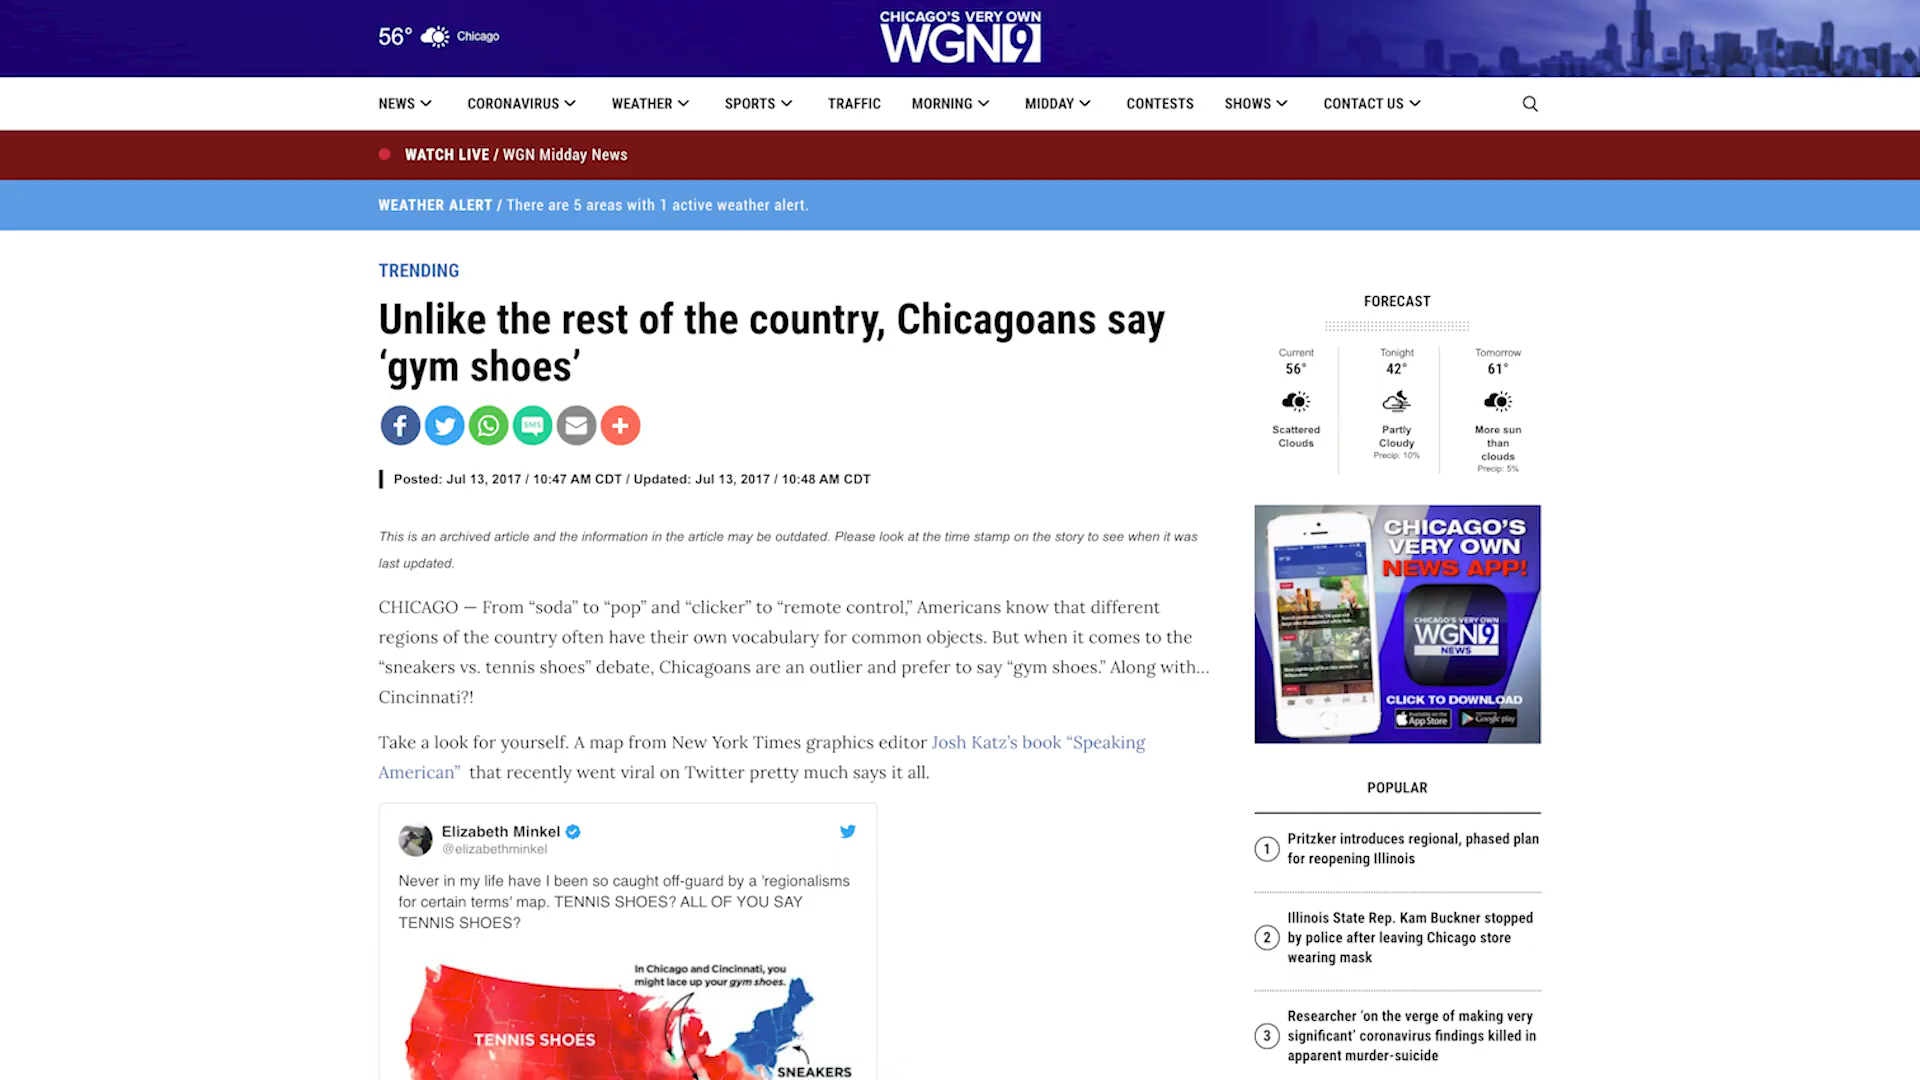 56° Chicago
CHICAGO'S VERY OWN
WGN9
NEWS CORONAVIRUS WEATHER SPORTS TRAFFIC MORNING MIDDAY CONTESTS SHOWS CONTACT US
WATCH LIVE / WGN Midday News
WEATHER ALERT / There are 5 areas with 1 active weather alert.
TRENDING
Unlike the rest of the country, Chicagoans say
‘gym shoes’
SMS
Posted: Jul 13, 2017 / 10:47 AM CDT / Updated: Jul 13, 2017 / 10:48 AM CDT
This is an archived article and the information in the article may be outdated. Please look at the time stamp on the story to see when it was
last updated.
CHICAGO — From “soda” to “pop” and “clicker” to “remote control,” Americans know that different
regions of the country often have their own vocabulary for common objects. But when it comes to the
“sneakers vs. tennis shoes” debate, Chicagoans are an outlier and prefer to say “gym shoes.” Along with…
Cincinnati?!
Take a look for yourself. A map from New York Times graphics editor Josh Katz’s book “Speaking
American” that recently went viral on Twitter pretty much says it all.
Elizabeth Minkel
@elizabethminkel
Never in my life have I been so caught off-guard by a 'regionalisms
for certain terms' map. TENNIS SHOES? ALL OF YOU SAY
TENNIS SHOES?
In Chicago and Cincinnati, you
might lace up your gym shoes.
TENNIS SHOES
SNEAKERS
FORECAST
Current Tonight Tomorrow
56° 42° 61°
Scattered
Clouds
Partly
Cloudy
Precip: 10%
More sun
than
clouds
Precip: 5%
CHICAGO'S
VERY OWN
NEWS APP!
CHICAGO'S VERY OWN
WGN9
NEWS
CLICK TO DOWNLOAD
App Store
Google play
POPULAR
1
Pritzker introduces regional, phased plan
for reopening Illinois
2
Illinois State Rep. Kam Buckner stopped
by police after leaving Chicago store
wearing mask
3
Researcher ‘on the verge of making very
significant’ coronavirus findings killed in
apparent murder-suicide